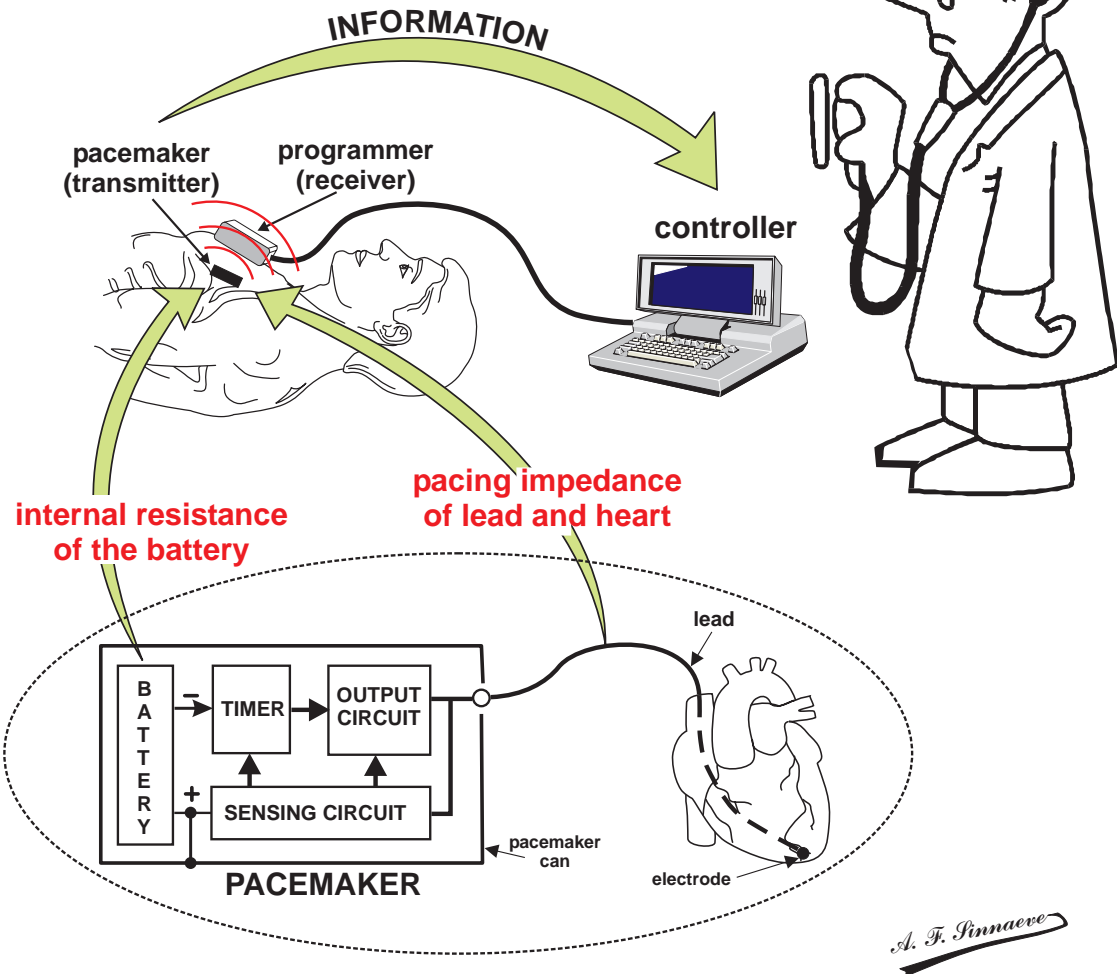 INFORMATION
pacemaker
(transmitter)
programmer
(receiver)
controller
internal resistance
of the battery
pacing impedance
of lead and heart
lead
BATTERY
–
+
TIMER
OUTPUT
CIRCUIT
SENSING CIRCUIT
pacemaker
can
PACEMAKER
electrode
A. F. Sinnaeve